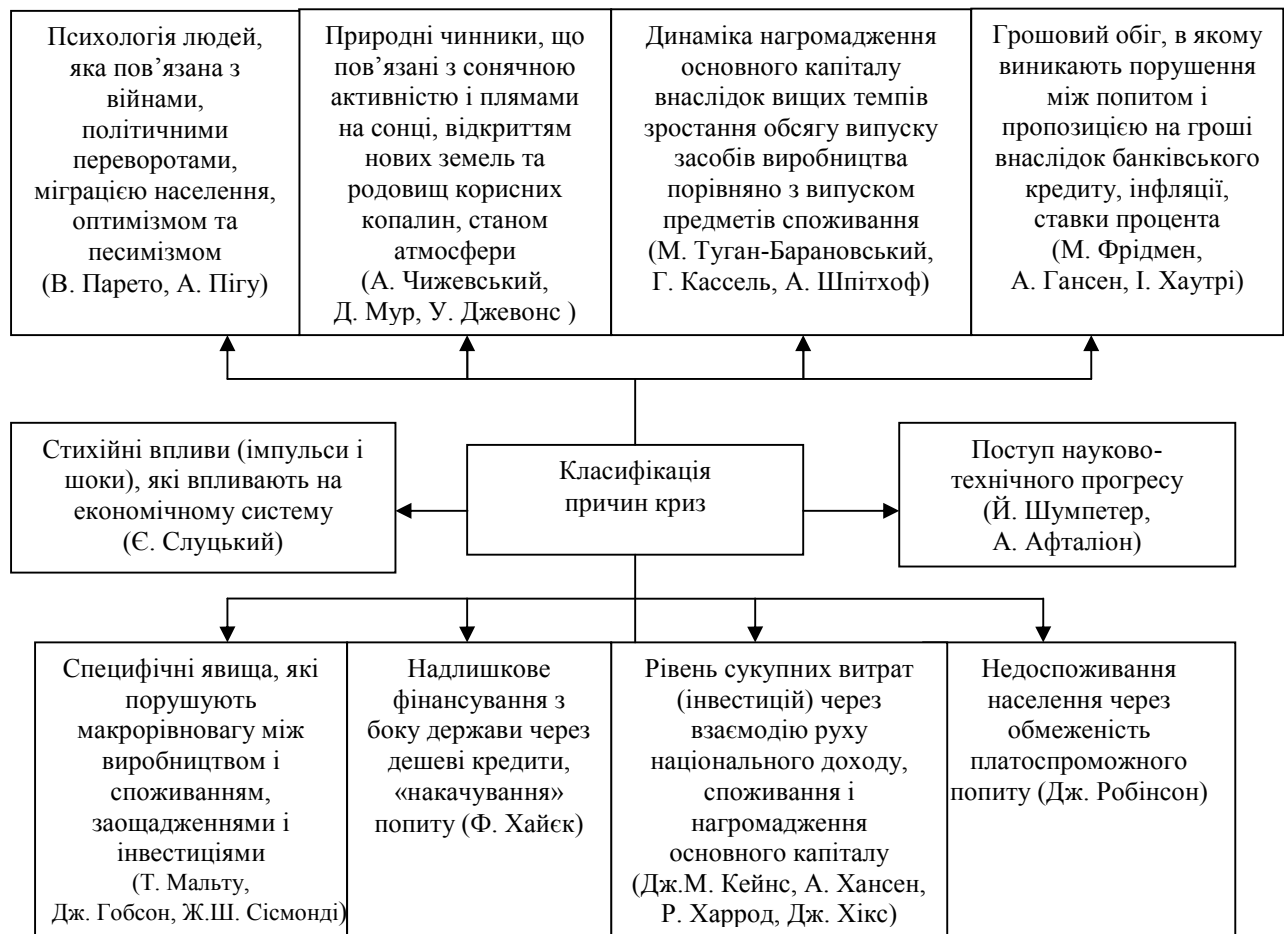 Психологія людей,
яка пов’язана з
війнами,
політичними
переворотами,
міграцією населення,
оптимізмом та
песимізмом
(В. Парето, А. Пігу)
Природні чинники, що
пов’язані з сонячною
активністю і плямами
на сонці, відкриттям
нових земель та
родовищ корисних
копалин, станом
атмосфери
(А. Чижевський,
Д. Мур, У. Джевонс )
Динаміка нагромадження
основного капіталу
внаслідок вищих темпів
зростання обсягу випуску
засобів виробництва
порівняно з випуском
предметів споживання
(М. Туган-Барановський,
Г. Кассель, А. Шпітхоф)
Грошовий обіг, в якому
виникають порушення
між попитом і
пропозицією на гроші
внаслідок банківського
кредиту, інфляції,
ставки процента
(М. Фрідмен,
А. Гансен, І. Хаутрі)
Стихійні впливи (імпульси і
шоки), які впливають на
економічному систему
(Є. Слуцький)
Класифікація
причин криз
Поступ науково-
технічного прогресу
(Й. Шумпетер,
А. Афталіон)
Специфічні явища, які
порушують
макрорівновагу між
виробництвом і
споживанням,
заощадженнями і
інвестиціями
(Т. Мальту,
Дж. Гобсон, Ж.Ш. Сісмонді)
Надлишкове
фінансування з
боку держави через
дешеві кредити,
«накачування»
попиту (Ф. Хайєк)
Рівень сукупних витрат
(інвестицій) через
взаємодію руху
національного доходу,
споживання і
нагромадження
основного капіталу
(Дж.М. Кейнс, А. Хансен,
Р. Харрод, Дж. Хікс)
Недоспоживання
населення через
обмеженість
платоспроможного
попиту (Дж. Робінсон)